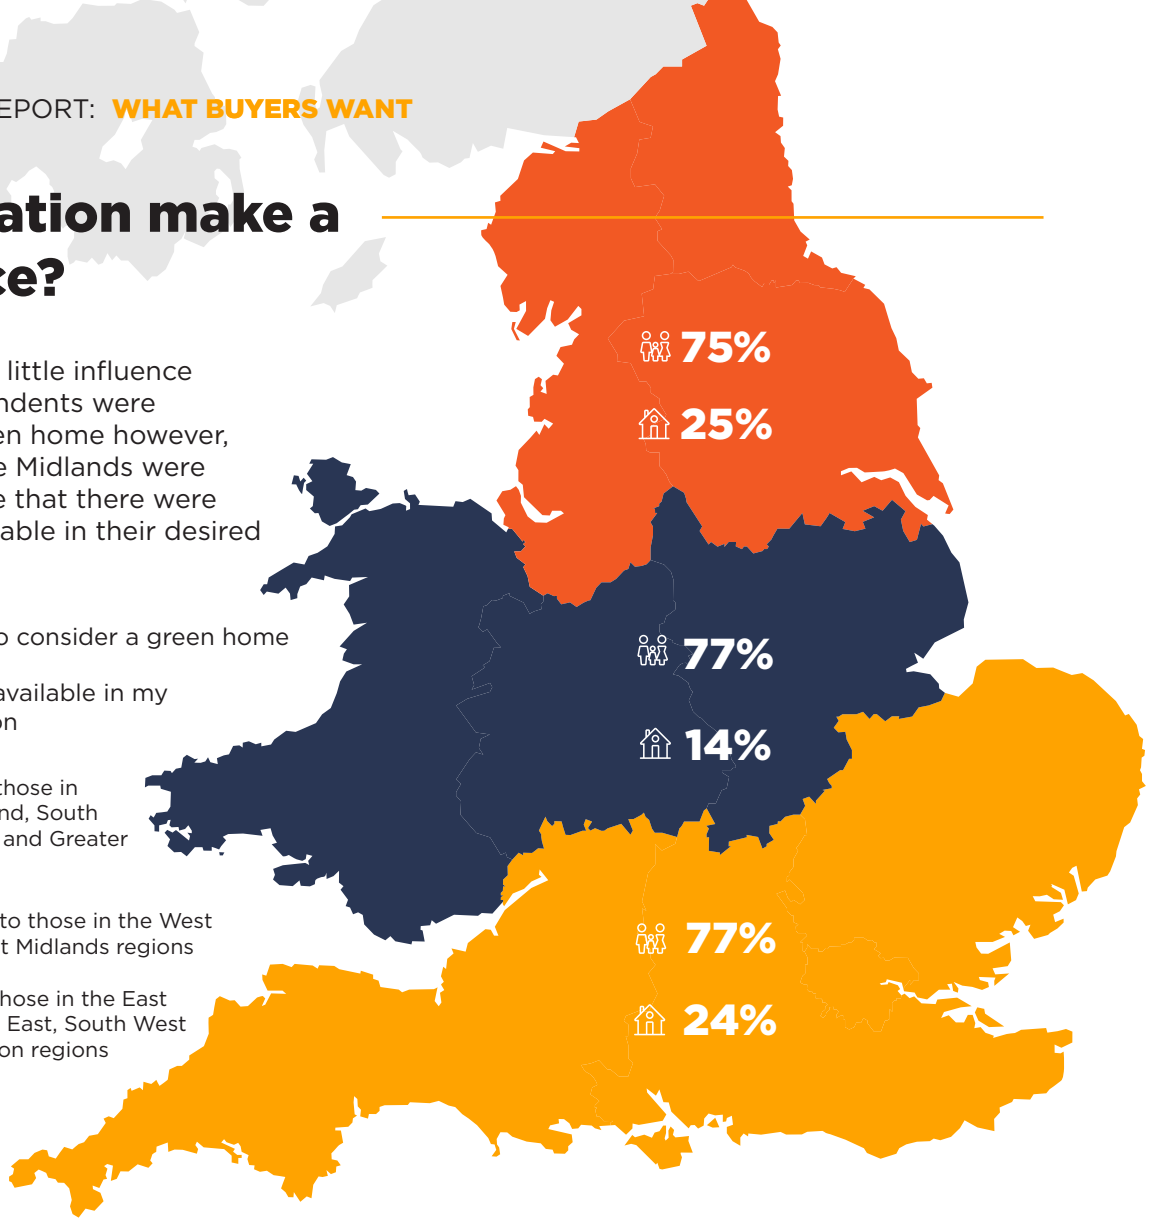 EPORT: WHAT BUYERS WANT
ation make a
ce?
little influence
ndents were
en home however,
e Midlands were
e that there were
able in their desired
o consider a green home
available in my
on
those in
nd, South
and Greater
to those in the West
t Midlands regions
hose in the East
East, South West
on regions
75%
25%
77%
14%
77%
24%